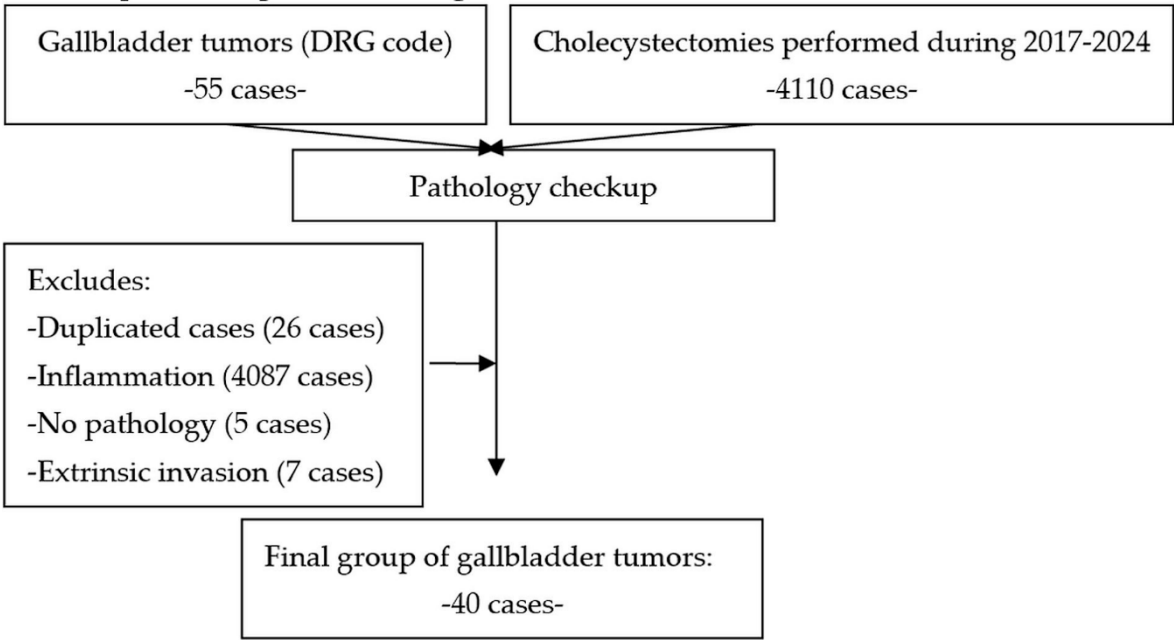 Gallbladder tumors (DRG code)
-55 cases-
Cholecystectomies performed during 2017-2024
-4110 cases-
Pathology checkup
Excludes:
-Duplicated cases (26 cases)
-Inflammation (4087 cases)
-No pathology (5 cases)
-Extrinsic invasion (7 cases)
Final group of gallbladder tumors:
-40 cases-